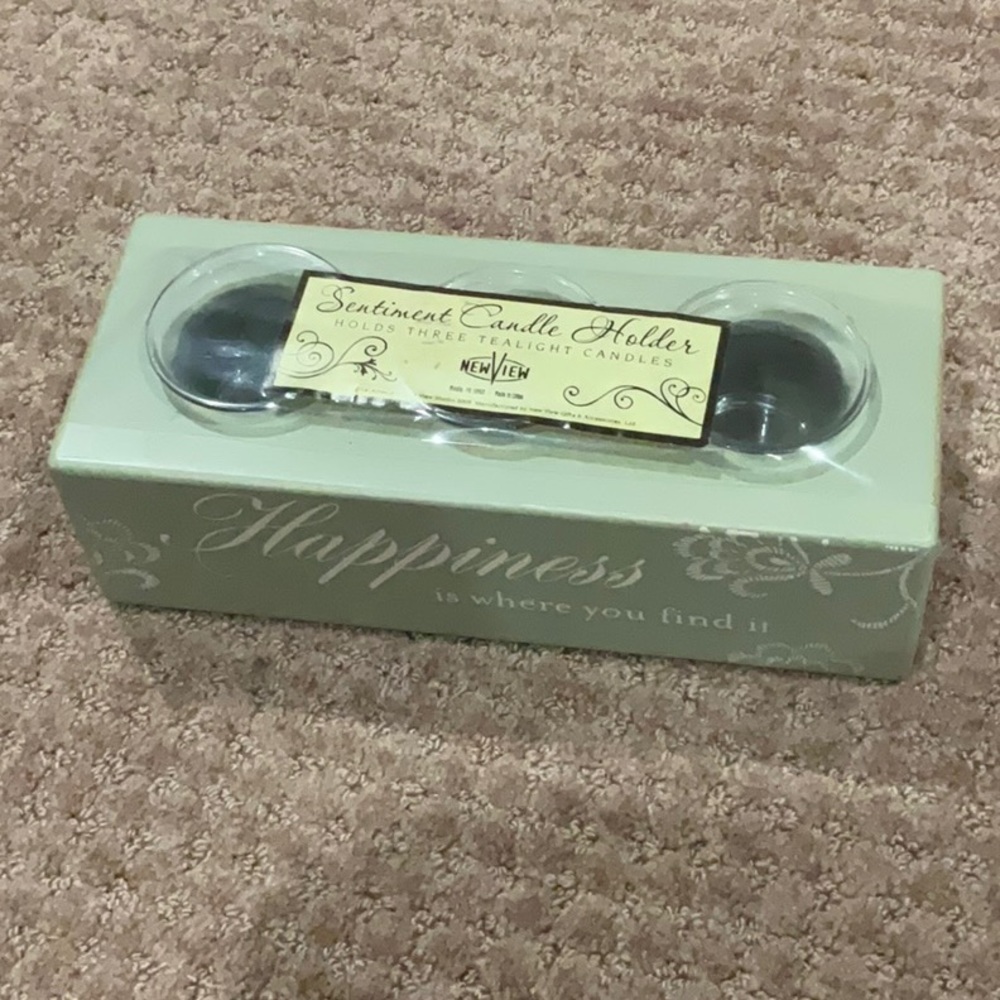 Sentiment Candle Holder
HOLDS THREE TEALIGHT CANDLES
NEWVIEW
Happiness
is where you find it